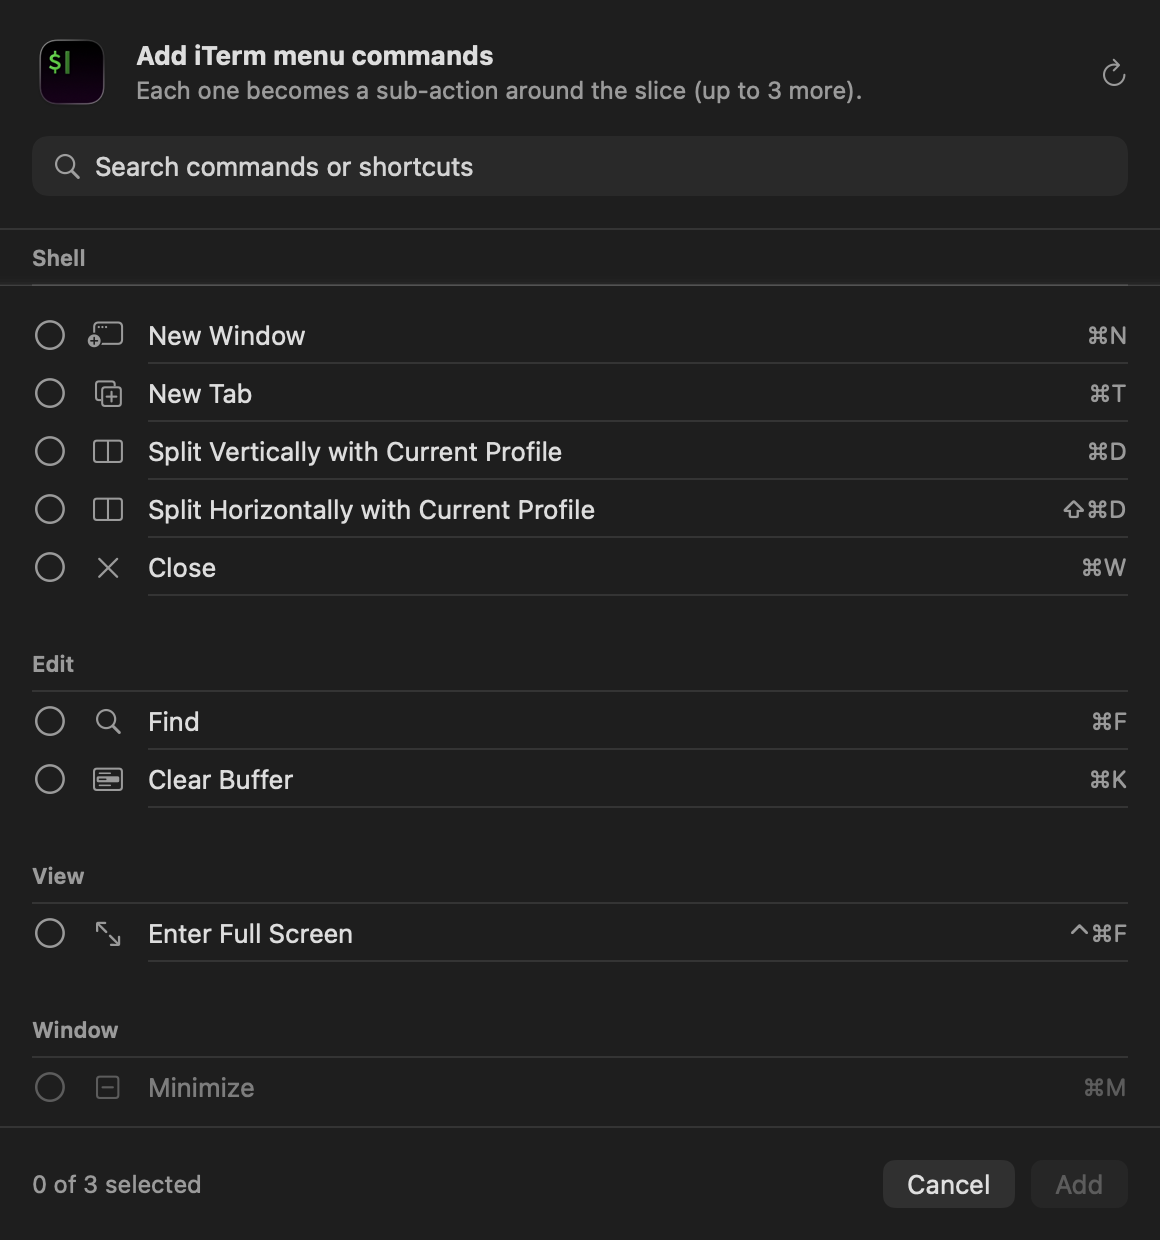 $
Add iTerm menu commands
Each one becomes a sub-action around the slice (up to 3 more).
Search commands or shortcuts
Shell
New Window ⌘N
New Tab ⌘T
Split Vertically with Current Profile ⌘D
Split Horizontally with Current Profile ⇧⌘D
Close ⌘W
Edit
Find ⌘F
Clear Buffer ⌘K
View
Enter Full Screen ^⌘F
Window
Minimize ⌘M
0 of 3 selected Cancel Add